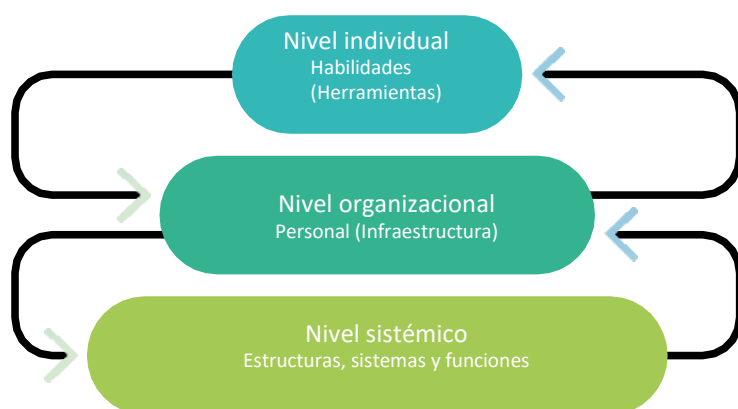 Nivel individual
Habilidades
(Herramientas)
Nivel organizacional
Personal (Infraestructura)
Nivel sistémico
Estructuras, sistemas y funciones